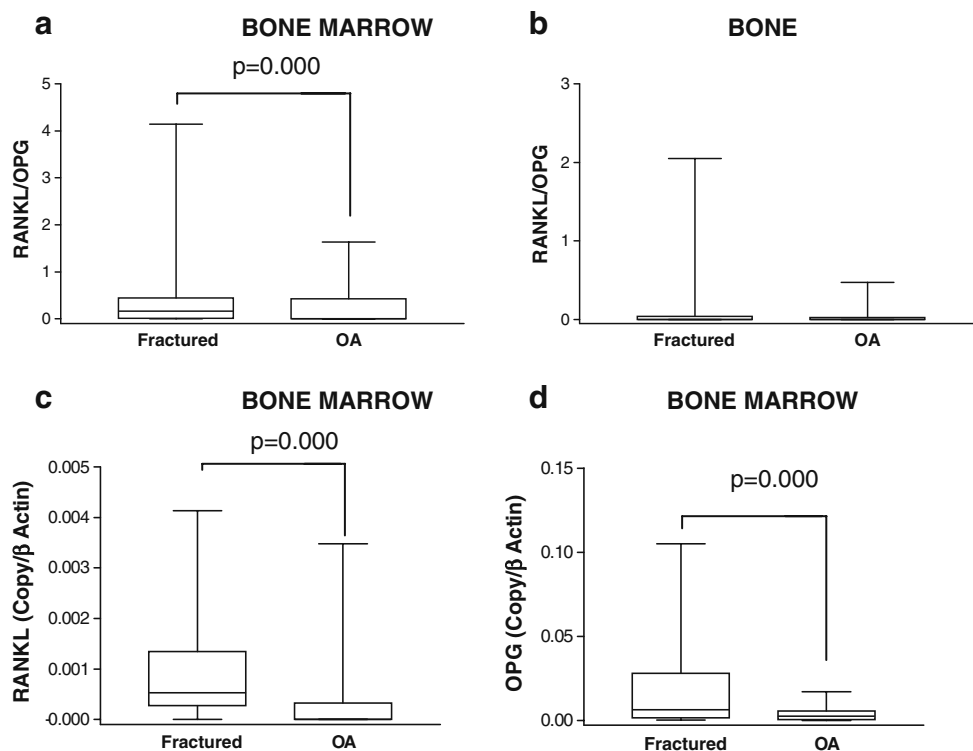 a
BONE MARROW
p=0.000
RANKL/OPG
5
4
3
2
1
0
Fractured
OA
b
BONE
RANKL/OPG
3
2
1
0
Fractured
OA
c
BONE MARROW
p=0.000
RANKL (Copy/β Actin)
0.005
0.004
0.003
0.002
0.001
-0.000
Fractured
OA
d
BONE MARROW
p=0.000
OPG (Copy/β Actin)
0.15
0.10
0.05
0.00
Fractured
OA